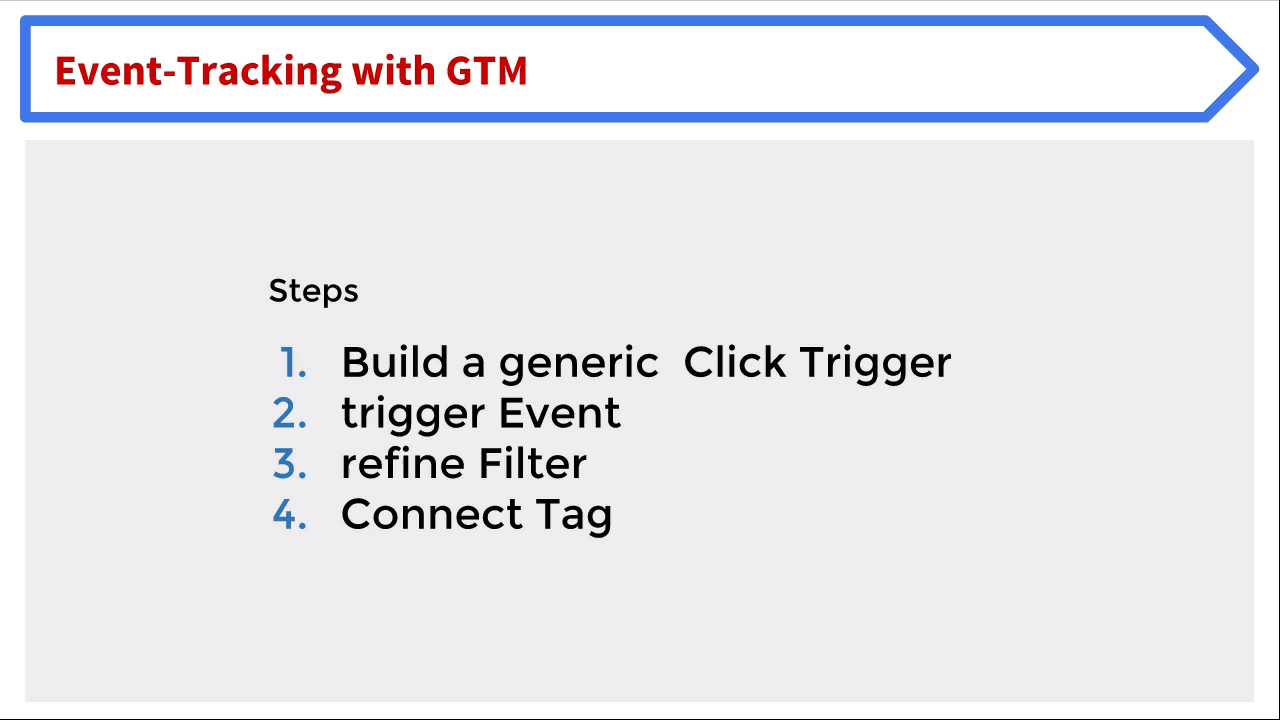 Event-Tracking with GTM
Steps
1. Build a generic  Click Trigger
2. trigger Event
3. refine Filter
4. Connect Tag